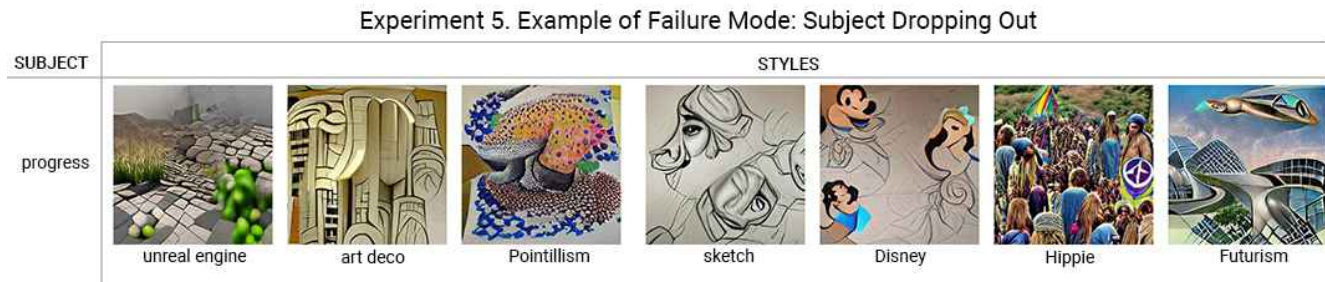 Experiment 5. Example of Failure Mode: Subject Dropping Out
SUBJECT STYLES
progress
unreal engine art deco Pointillism sketch Disney Hippie Futurism